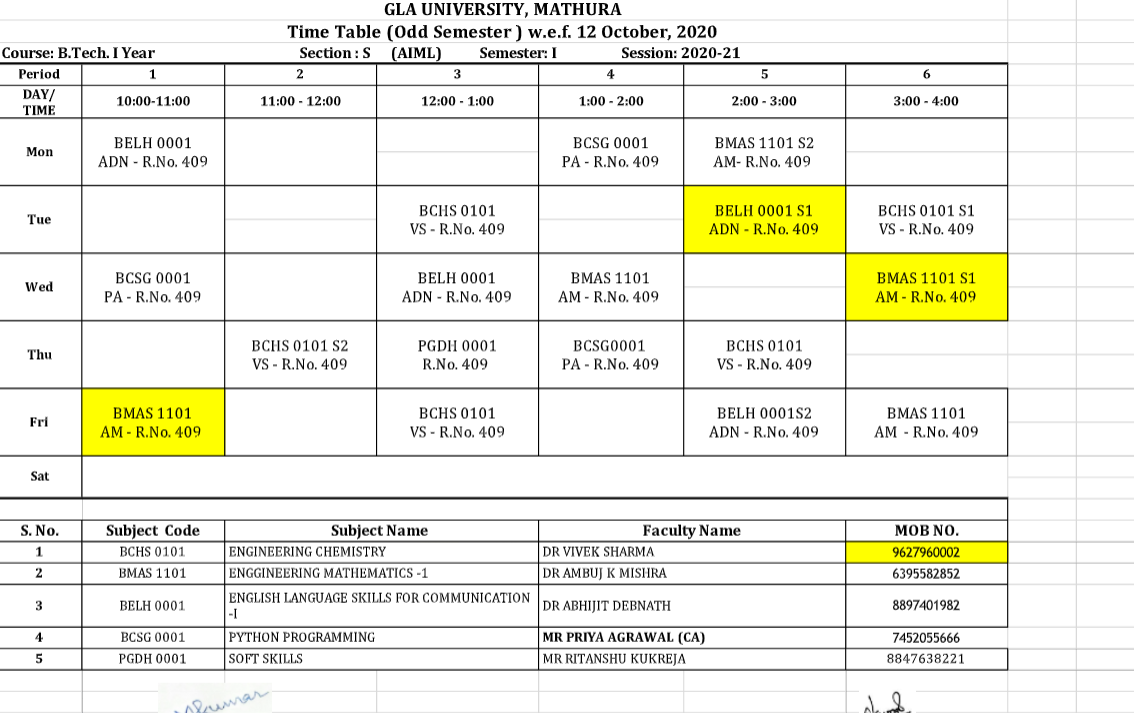 GLA UNIVERSITY, MATHURA
Time Table (Odd Semester ) w.e.f. 12 October, 2020
Course: B.Tech. I Year Section : S (AIML) Semester: I Session: 2020-21
Period 1 2 3 4 5 6
DAY/
TIME 10:00-11:00 11:00 - 12:00 12:00 - 1:00 1:00 - 2:00 2:00 - 3:00 3:00 - 4:00
Mon
BELH 0001 BCSG 0001 BMAS 1101 S2
ADN - R.No. 409 PA - R.No. 409 AM- R.No. 409
Tue
BCHS 0101 BELH 0001 S1 BCHS 0101 S1
VS - R.No. 409 ADN - R.No. 409 VS - R.No. 409
Wed
BCSG 0001 BELH 0001 BMAS 1101 BMAS 1101 S1
PA - R.No. 409 ADN - R.No. 409 AM - R.No. 409 AM - R.No. 409
Thu
BCHS 0101 S2 PGDH 0001 BCSG0001 BCHS 0101
VS - R.No. 409 R.No. 409 PA - R.No. 409 VS - R.No. 409
Fri
BMAS 1101 BCHS 0101 BELH 0001S2 BMAS 1101
AM - R.No. 409 VS - R.No. 409 ADN - R.No. 409 AM - R.No. 409
Sat
S. No. Subject Code Subject Name Faculty Name MOB NO.
1 BCHS 0101 ENGINEERING CHEMISTRY DR VIVEK SHARMA 9627960002
2 BMAS 1101 ENGGINEERING MATHEMATICS -1 DR AMBUJ K MISHRA 6395582852
3 BELH 0001 ENGLISH LANGUAGE SKILLS FOR COMMUNICATION
-I DR ABHIJIT DEBNATH 8897401982
4 BCSG 0001 PYTHON PROGRAMMING MR PRIYA AGRAWAL (CA) 7452055666
5 PGDH 0001 SOFT SKILLS MR RITANSHU KUKREJA 8847638221